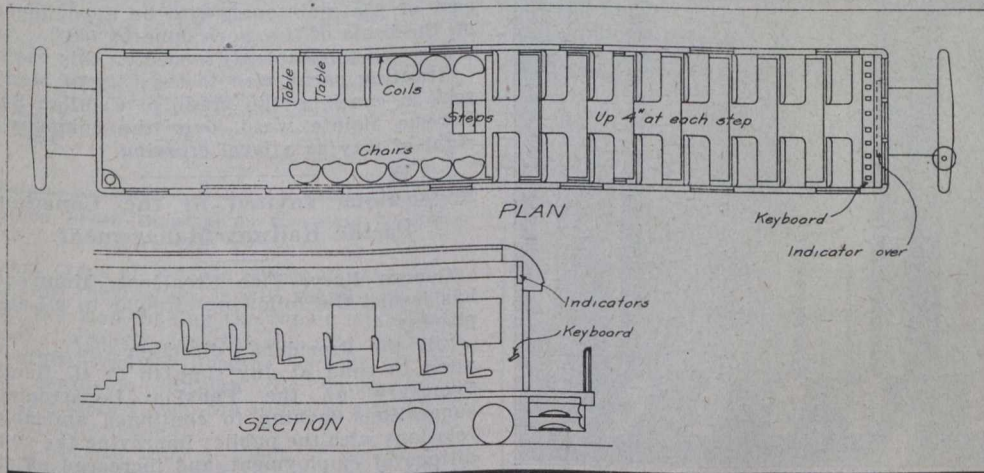 Table
Table
Coils
Steps
Up 4" at each step
Chairs
PLAN
Keyboard
Indicator over
Indicators
Keyboard
SECTION